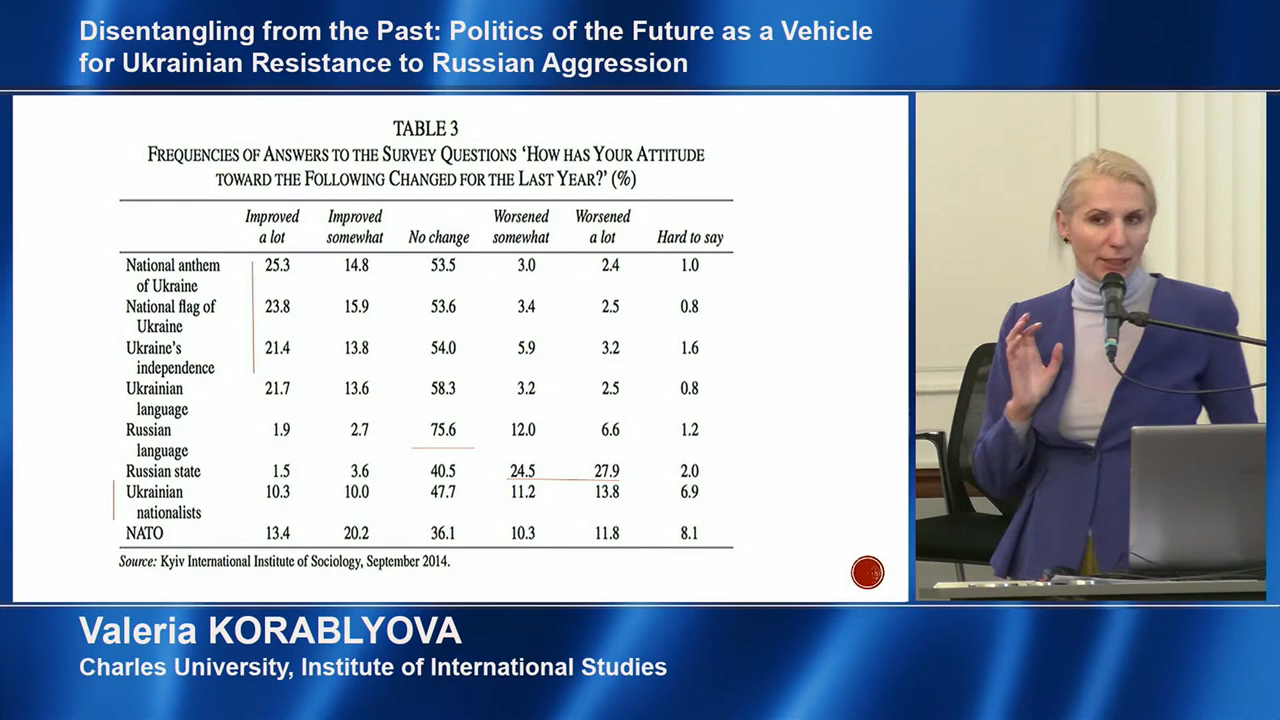 Disentangling from the Past: Politics of the Future as a Vehicle
for Ukrainian Resistance to Russian Aggression
TABLE 3
FREQUENCIES OF ANSWERS TO THE SURVEY QUESTIONS ‘HOW HAS YOUR ATTITUDE
TOWARD THE FOLLOWING CHANGED FOR THE LAST YEAR?’ (%)
Improved a lot Improved somewhat No change Worsened somewhat Worsened a lot Hard to say
National anthem of Ukraine 25.3 14.8 53.5 3.0 2.4 1.0
National flag of Ukraine 23.8 15.9 53.6 3.4 2.5 0.8
Ukraine's independence 21.4 13.8 54.0 5.9 3.2 1.6
Ukrainian language 21.7 13.6 58.3 3.2 2.5 0.8
Russian language 1.9 2.7 75.6 12.0 6.6 1.2
Russian state 1.5 3.6 40.5 24.5 27.9 2.0
Ukrainian nationalists 10.3 10.0 47.7 11.2 13.8 6.9
NATO 13.4 20.2 36.1 10.3 11.8 8.1
Source: Kyiv International Institute of Sociology, September 2014.
Valeria KORABLYOVA
Charles University, Institute of International Studies